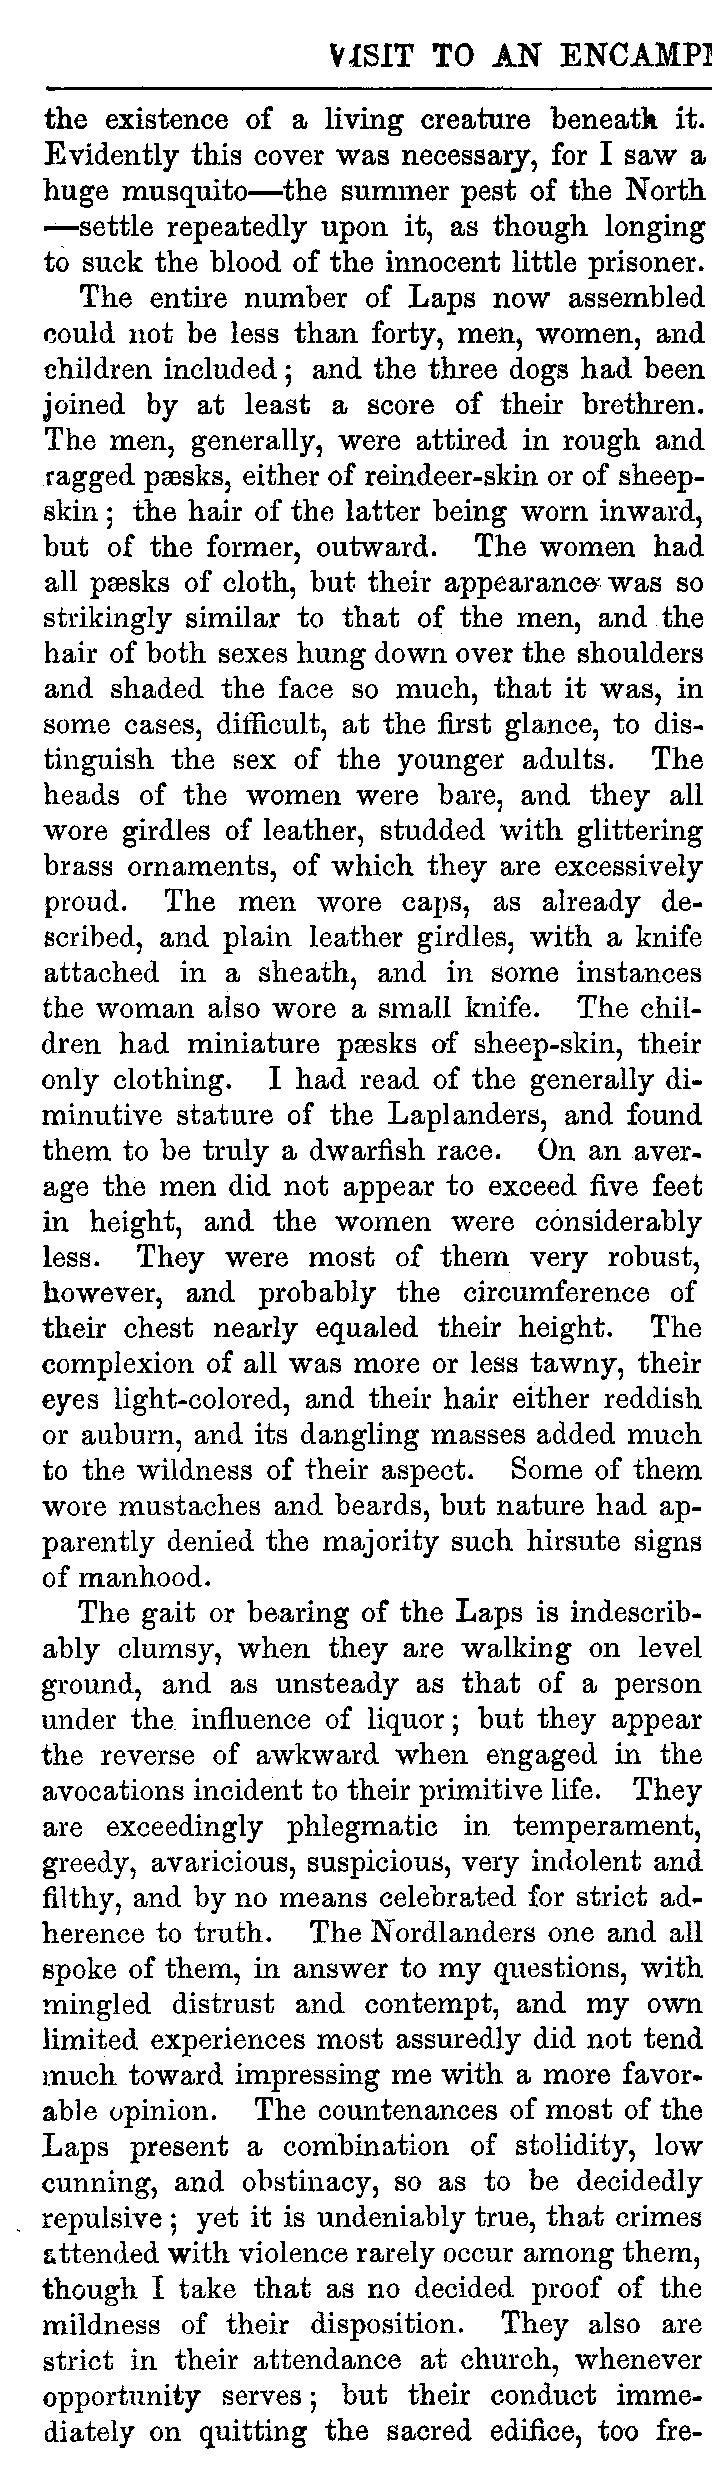 VISIT TO AN ENCAMPM
the existence of a living creature beneath it.
Evidently this cover was necessary, for I saw a
huge musquito—the summer pest of the North
—settle repeatedly upon it, as though longing
to suck the blood of the innocent little prisoner.
The entire number of Laps now assembled
could not be less than forty, men, women, and
children included; and the three dogs had been
joined by at least a score of their brethren.
The men, generally, were attired in rough and
ragged pæsks, either of reindeer-skin or of sheep-
skin; the hair of the latter being worn inward,
but of the former, outward. The women had
all pæsks of cloth, but their appearance was so
strikingly similar to that of the men, and the
hair of both sexes hung down over the shoulders
and shaded the face so much, that it was, in
some cases, difficult, at the first glance, to dis-
tinguish the sex of the younger adults. The
heads of the women were bare, and they all
wore girdles of leather, studded with glittering
brass ornaments, of which they are excessively
proud. The men wore caps, as already de-
scribed, and plain leather girdles, with a knife
attached in a sheath, and in some instances
the woman also wore a small knife. The chil-
dren had miniature pæsks of sheep-skin, their
only clothing. I had read of the generally di-
minutive stature of the Laplanders, and found
them to be truly a dwarfish race. On an aver-
age the men did not appear to exceed five feet
in height, and the women were considerably
less. They were most of them very robust,
however, and probably the circumference of
their chest nearly equaled their height. The
complexion of all was more or less tawny, their
eyes light-colored, and their hair either reddish
or auburn, and its dangling masses added much
to the wildness of their aspect. Some of them
wore mustaches and beards, but nature had ap-
parently denied the majority such hirsute signs
of manhood.
The gait or bearing of the Laps is indescrib-
ably clumsy, when they are walking on level
ground, and as unsteady as that of a person
under the influence of liquor; but they appear
the reverse of awkward when engaged in the
avocations incident to their primitive life. They
are exceedingly phlegmatic in temperament,
greedy, avaricious, suspicious, very indolent and
filthy, and by no means celebrated for strict ad-
herence to truth. The Nordlanders one and all
spoke of them, in answer to my questions, with
mingled distrust and contempt, and my own
limited experiences most assuredly did not tend
much toward impressing me with a more favor-
able opinion. The countenances of most of the
Laps present a combination of stolidity, low
cunning, and obstinacy, so as to be decidedly
repulsive; yet it is undeniably true, that crimes
attended with violence rarely occur among them,
though I take that as no decided proof of the
mildness of their disposition. They also are
strict in their attendance at church, whenever
opportunity serves; but their conduct imme-
diately on quitting the sacred edifice, too fre-